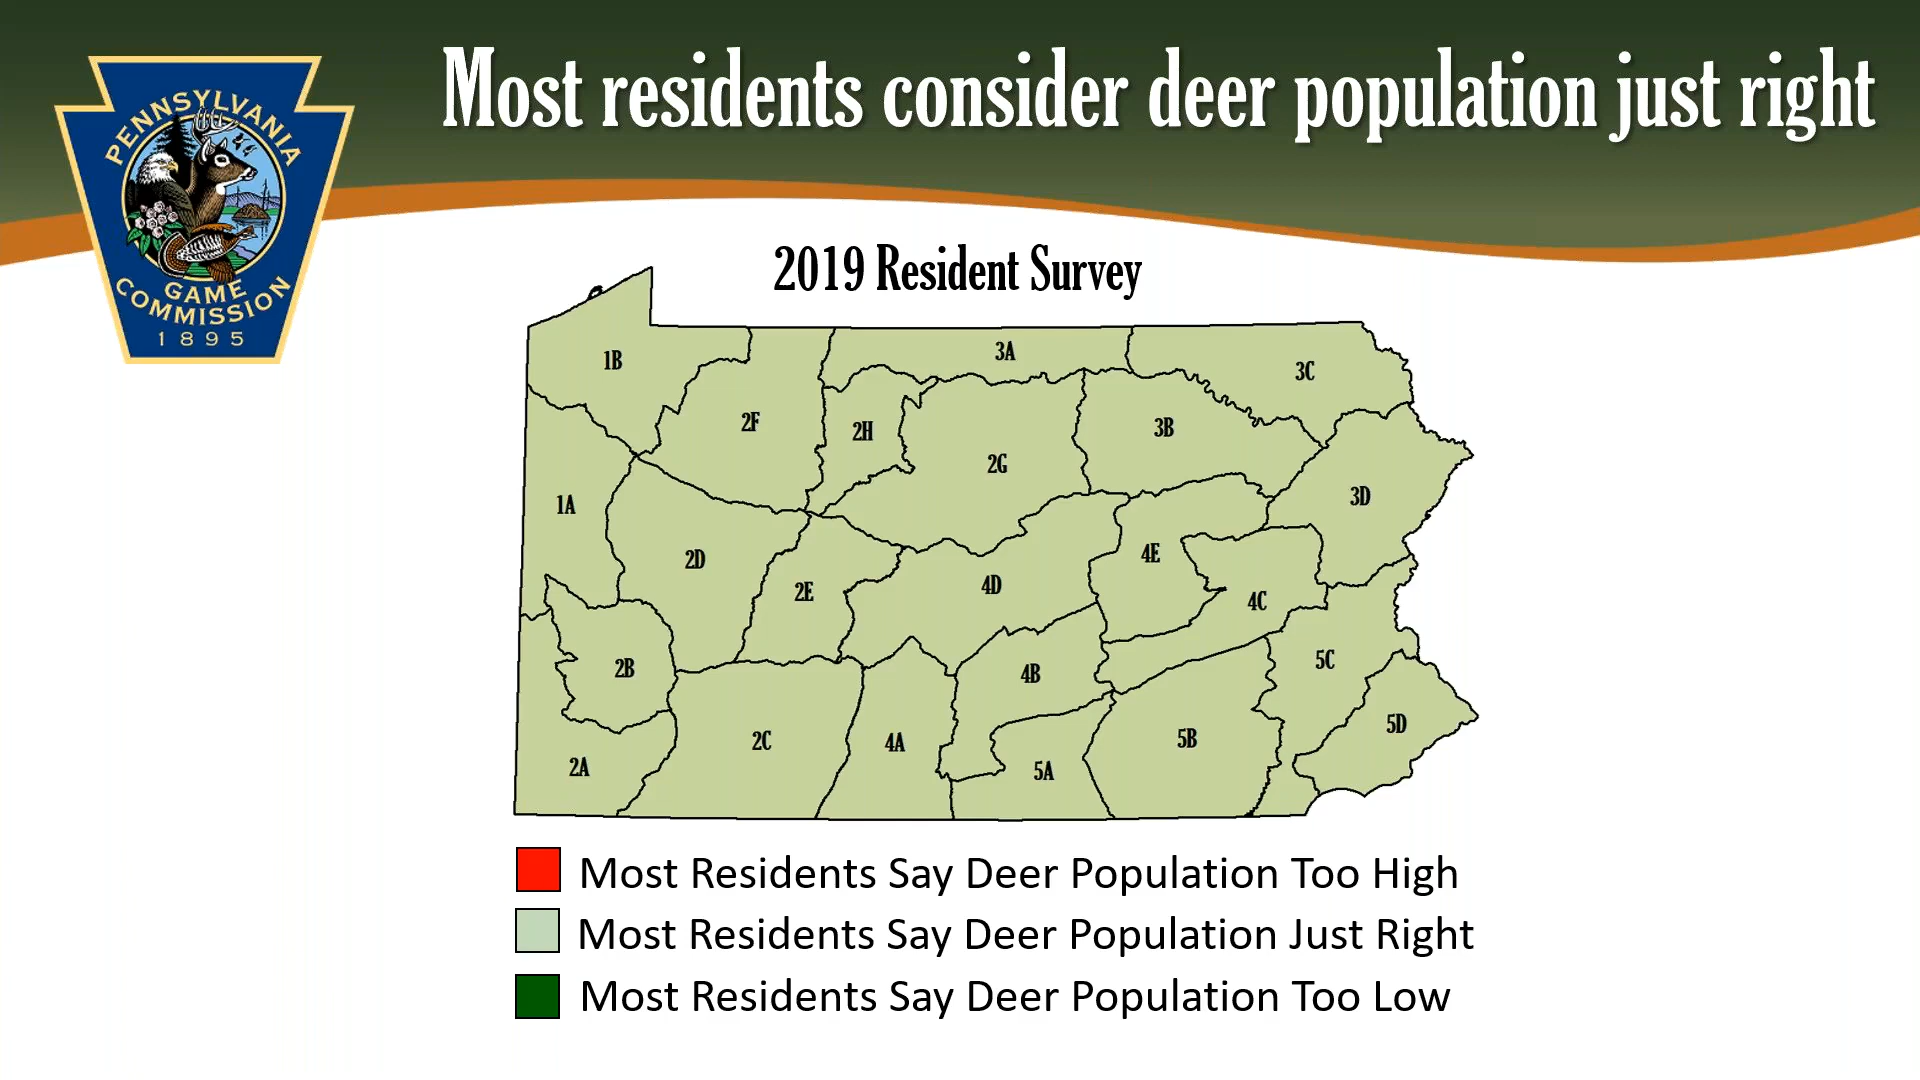 Most residents consider deer population just right
PENNSYLVANIA
GAME
COMMISSION
1895
2019 Resident Survey
1B
3A
3C
2F
2H
3B
2G
1A
3D
2D
4E
2E
4D
4C
2B
4B
5C
5D
2C
4A
5B
2A
5A
Most Residents Say Deer Population Too High
Most Residents Say Deer Population Just Right
Most Residents Say Deer Population Too Low